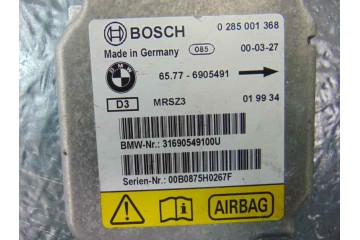 BOSCH 0 285 001 368
Made in Germany 085 00-03-27
BMW 65.77 - 6905491
D3 MRSZ3 01 99 34
BMW-Nr.: 31690549100U
Serien-Nr.: 00B0875H0267F
AIRBAG